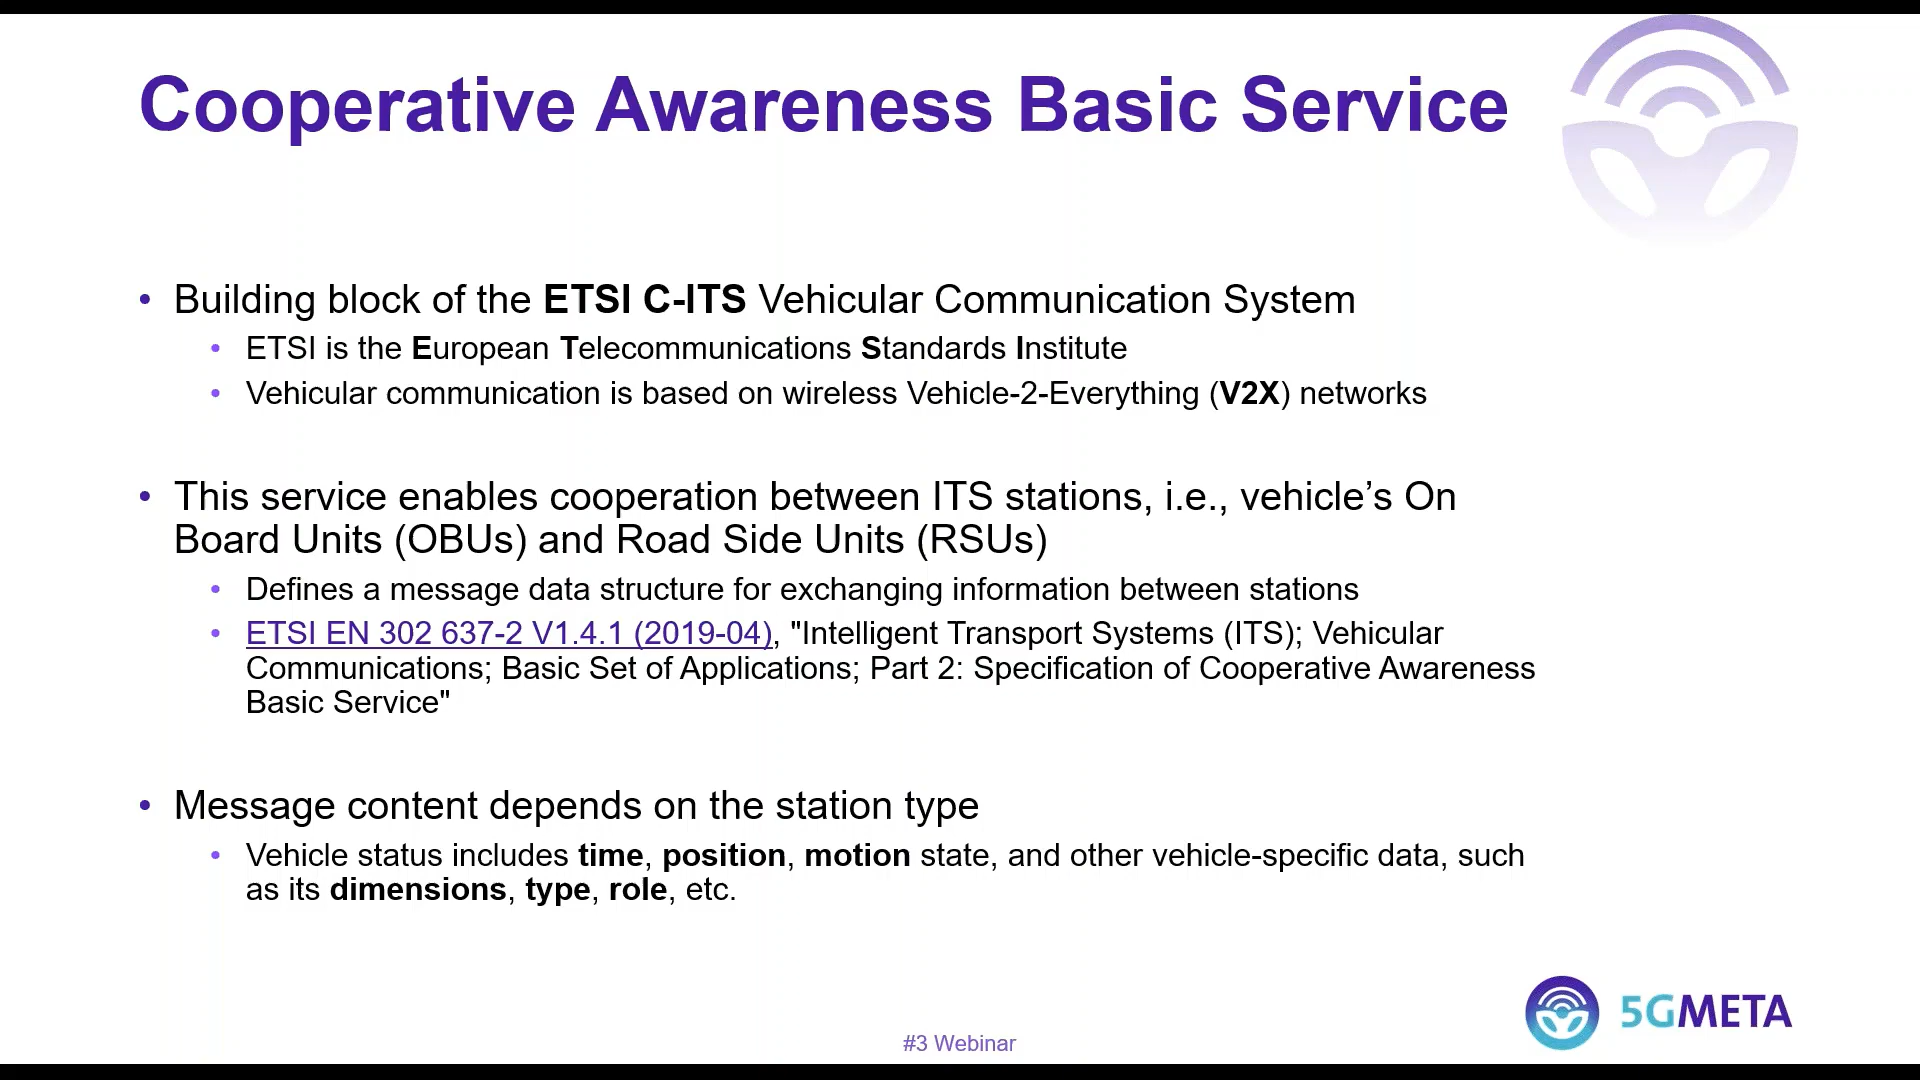 Cooperative Awareness Basic Service
• Building block of the ETSI C-ITS Vehicular Communication System
• ETSI is the European Telecommunications Standards Institute
• Vehicular communication is based on wireless Vehicle-2-Everything (V2X) networks
• This service enables cooperation between ITS stations, i.e., vehicle’s On
Board Units (OBUs) and Road Side Units (RSUs)
• Defines a message data structure for exchanging information between stations
• ETSI EN 302 637-2 V1.4.1 (2019-04), "Intelligent Transport Systems (ITS); Vehicular
Communications; Basic Set of Applications; Part 2: Specification of Cooperative Awareness
Basic Service"
• Message content depends on the station type
• Vehicle status includes time, position, motion state, and other vehicle-specific data, such
as its dimensions, type, role, etc.
5GMETA
#3 Webinar